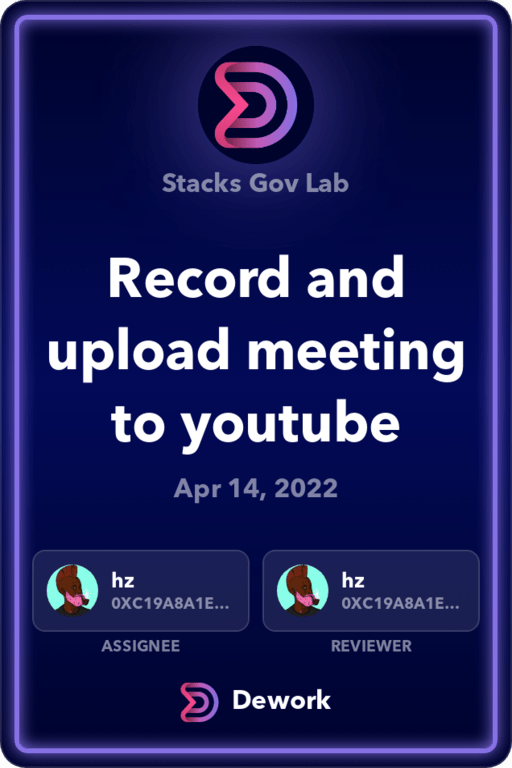 Stacks Gov Lab
Record and
upload meeting
to youtube
Apr 14, 2022
hz
0XC19A8A1E...
ASSIGNEE
hz
0XC19A8A1E...
REVIEWER
Dework